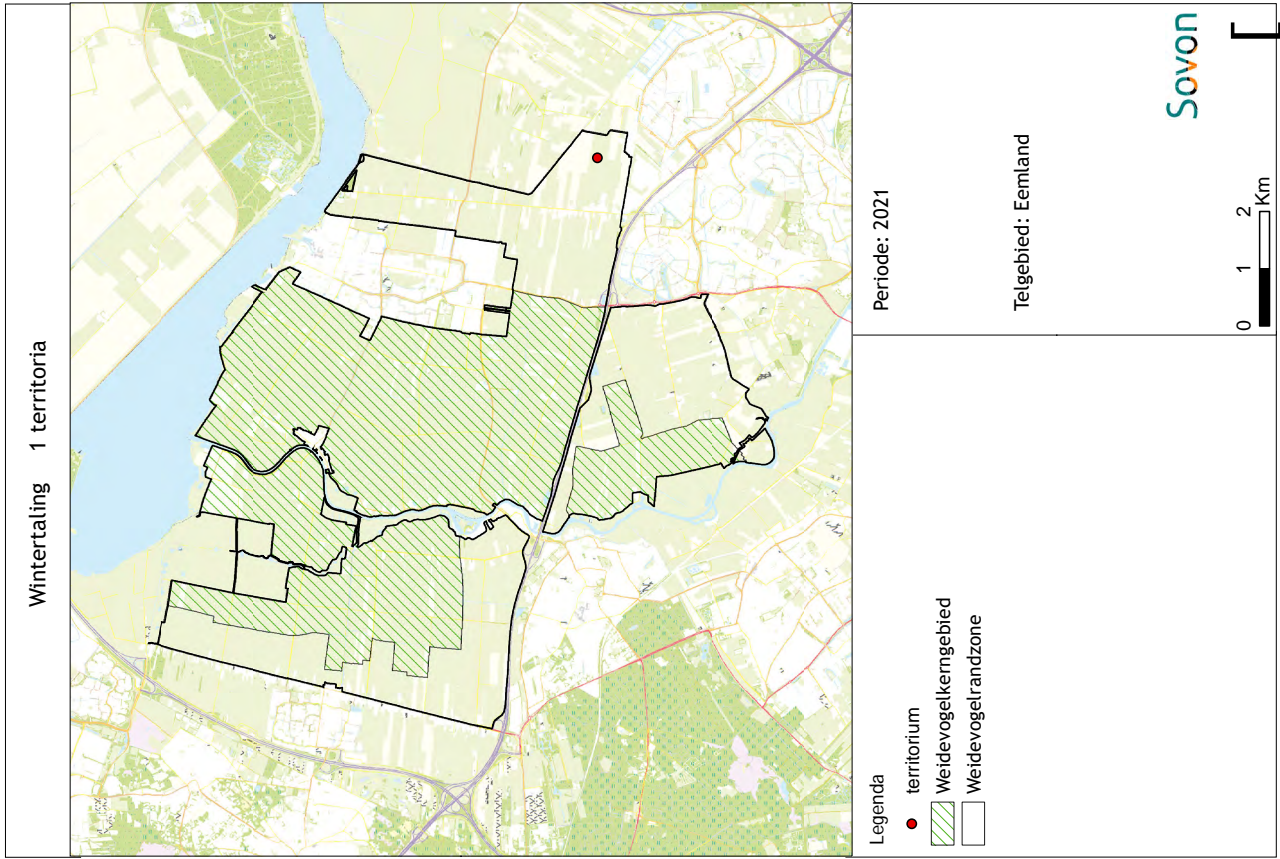 Wintertaling 1 territoria
Legenda
territorium
Weidevogelkerngebied
Weidevogelrandzone
Periode: 2021
Telgebied: Eemland
0 1 2
Km
Sovon